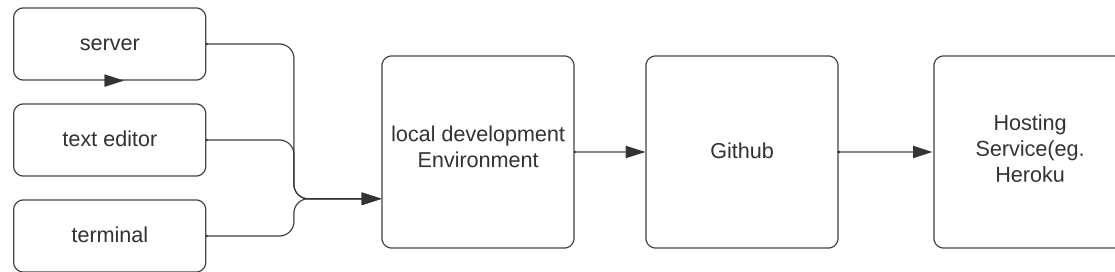 server
text editor
terminal
local development
Environment
Github
Hosting
Service(eg.
Heroku